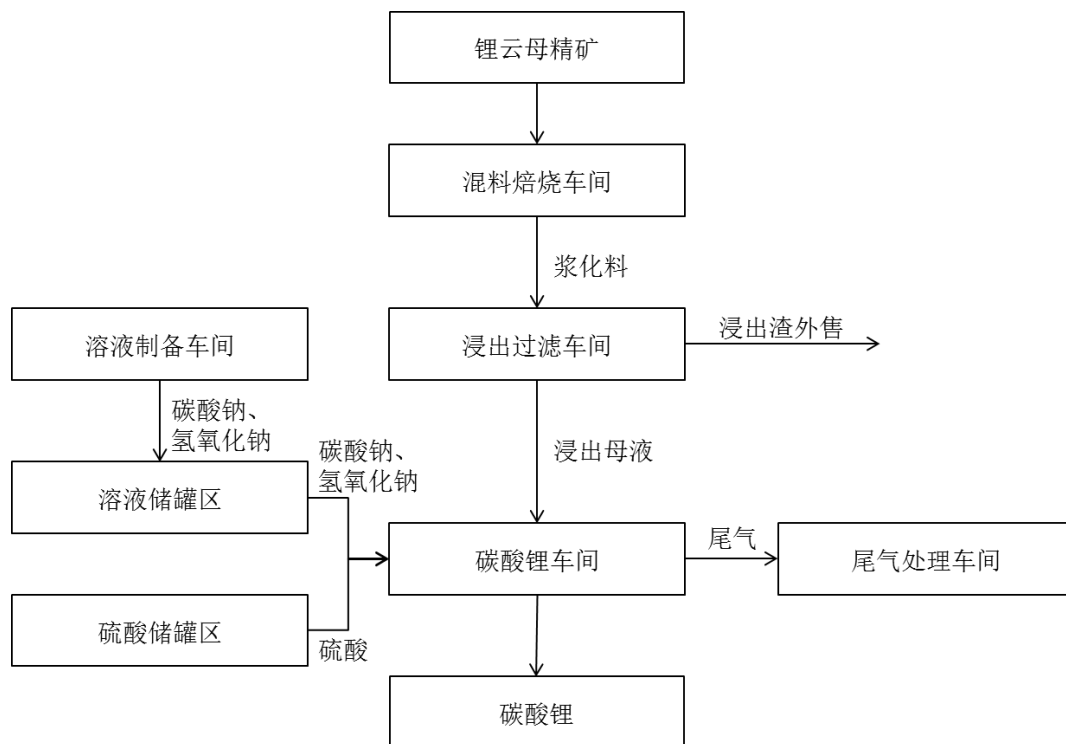 锂云母精矿
混料焙烧车间
浆化料
溶液制备车间
浸出过滤车间
浸出渣外售
碳酸钠、
氢氧化钠
碳酸钠、
氢氧化钠
浸出母液
溶液储罐区
碳酸锂车间
尾气
尾气处理车间
硫酸储罐区
硫酸
碳酸锂